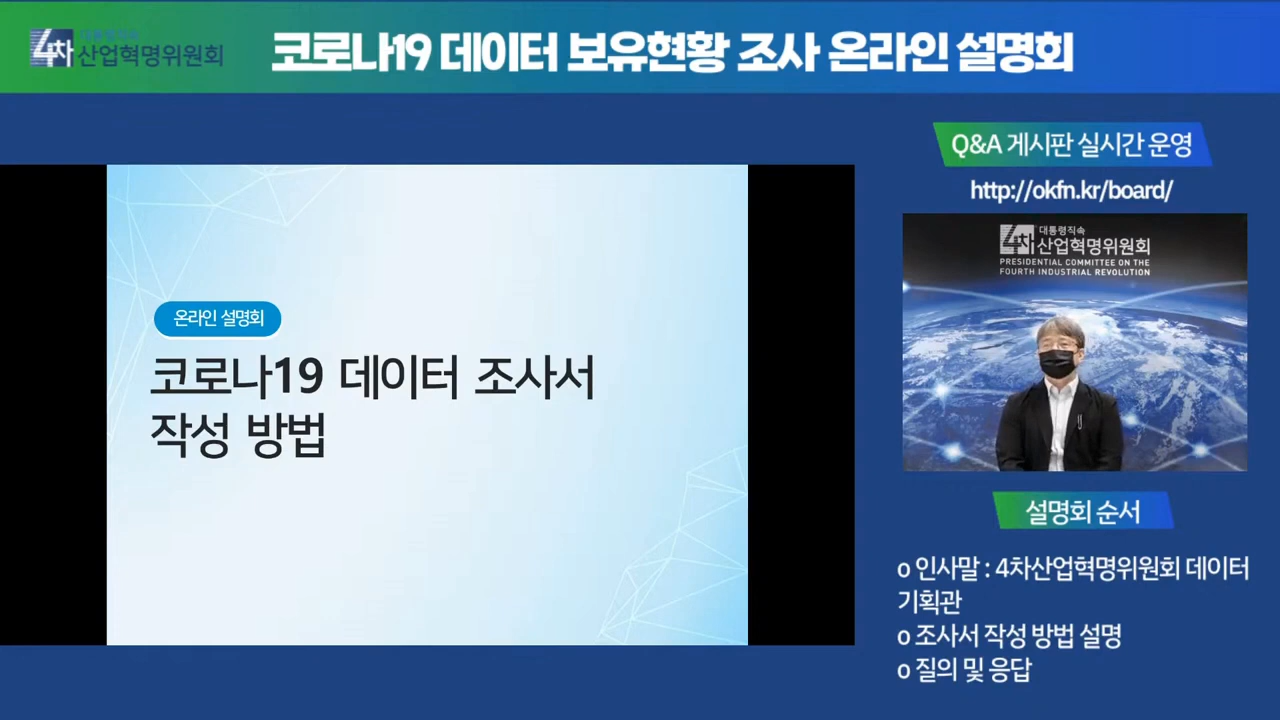 4차 산업혁명위원회
코로나19 데이터 보유현황 조사 온라인 설명회
온라인 설명회
코로나19 데이터 조사서
작성 방법
Q&A 게시판 실시간 운영
http://okfn.kr/board/
대통령직속
4차 산업혁명위원회
PRESIDENTIAL COMMITTEE ON THE
FOURTH INDUSTRIAL REVOLUTION
설명회 순서
o 인사말 : 4차산업혁명위원회 데이터
기획관
o 조사서 작성 방법 설명
o 질의 및 응답